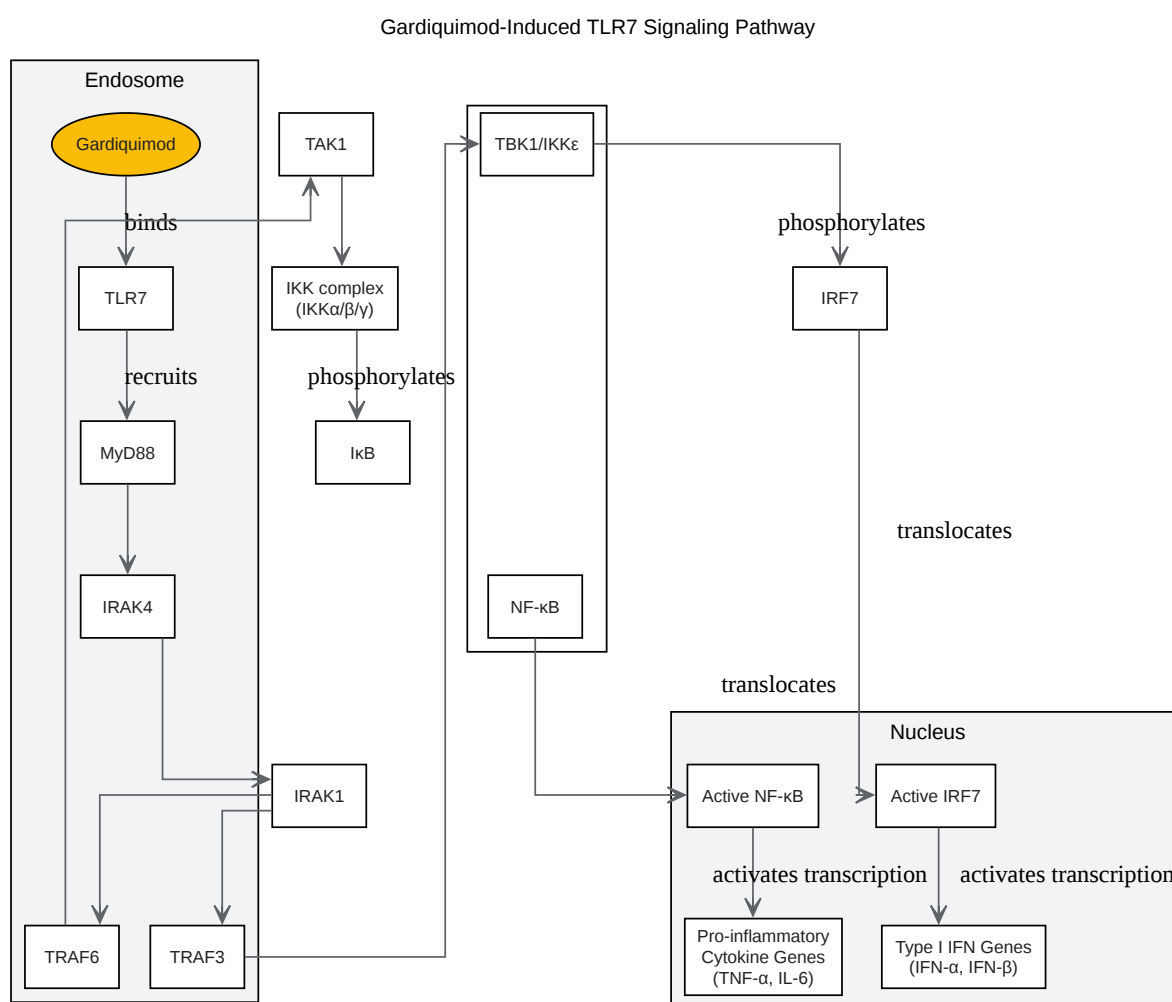 Gardiquimod-Induced TLR7 Signaling Pathway
Endosome
Gardiquimod
TAK1
TBK1/IKKε
binds
phosphorylates
TLR7
IKK complex
(IKKα/β/γ)
IRF7
recruits
phosphorylates
MyD88
IκB
translocates
IRAK4
NF-κB
translocates
Nucleus
IRAK1
Active NF-κB
Active IRF7
activates transcription
activates transcription
TRAF6
TRAF3
Pro-inflammatory
Cytokine Genes
(TNF-α, IL-6)
Type I IFN Genes
(IFN-α, IFN-β)